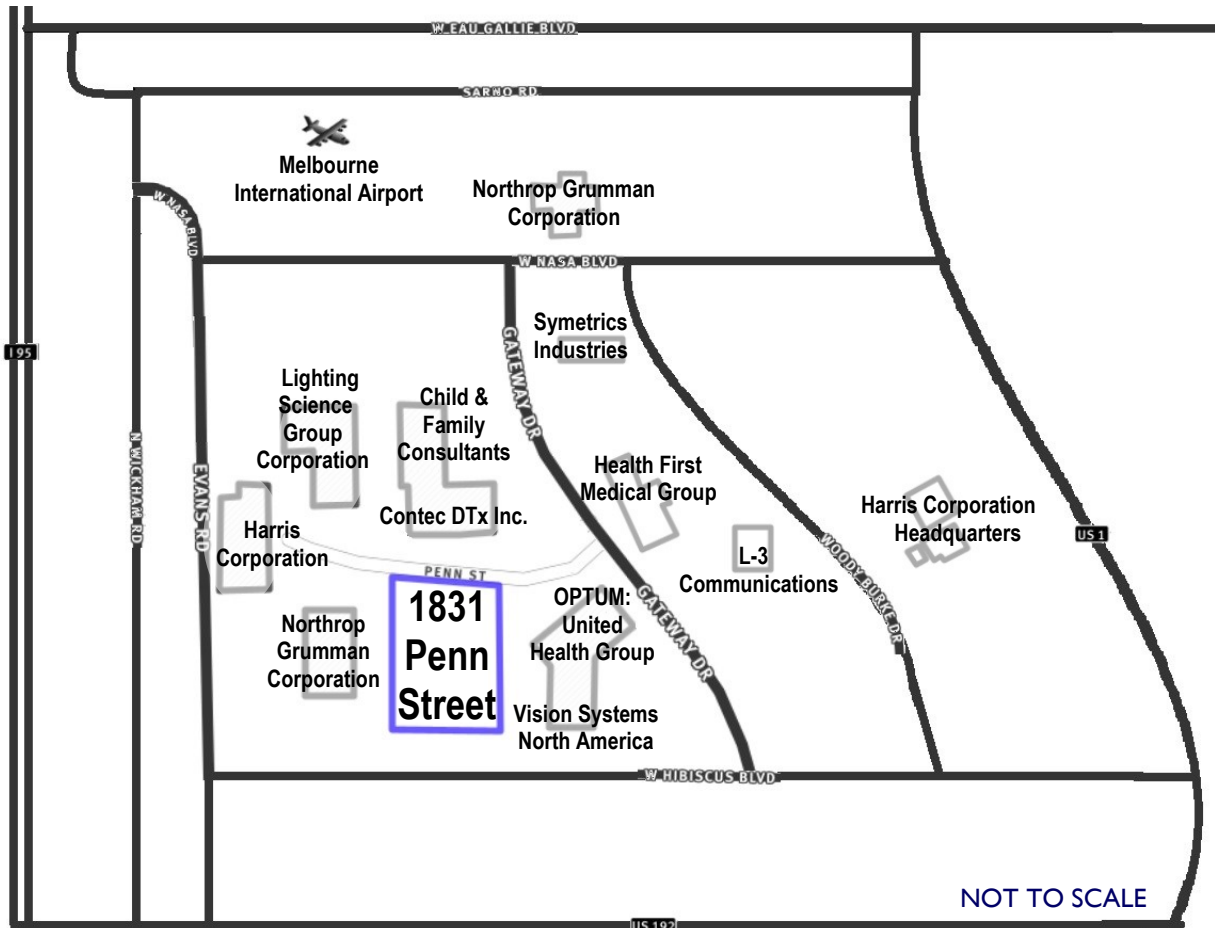 W EAU GALLIE BLVD
SARNO RD
Melbourne
International Airport
Northrop Grumman
Corporation
W NASA BLVD
W NASA BLVD
Symetrics
Industries
GATEWAY DR
I 95
Lighting
Science
Group
Corporation
Child &
Family
Consultants
Contec DTx Inc.
Health First
Medical Group
Harris Corporation
Headquarters
N WICKHAM RD
EVANS RD
Harris
Corporation
L-3
Communications
WOODY BURKE DR
US 1
PENN ST
1831
Penn
Street
OPTUM:
United
Health Group
GATEWAY DR
Northrop
Grumman
Corporation
Vision Systems
North America
W HIBISCUS BLVD
NOT TO SCALE
US 192